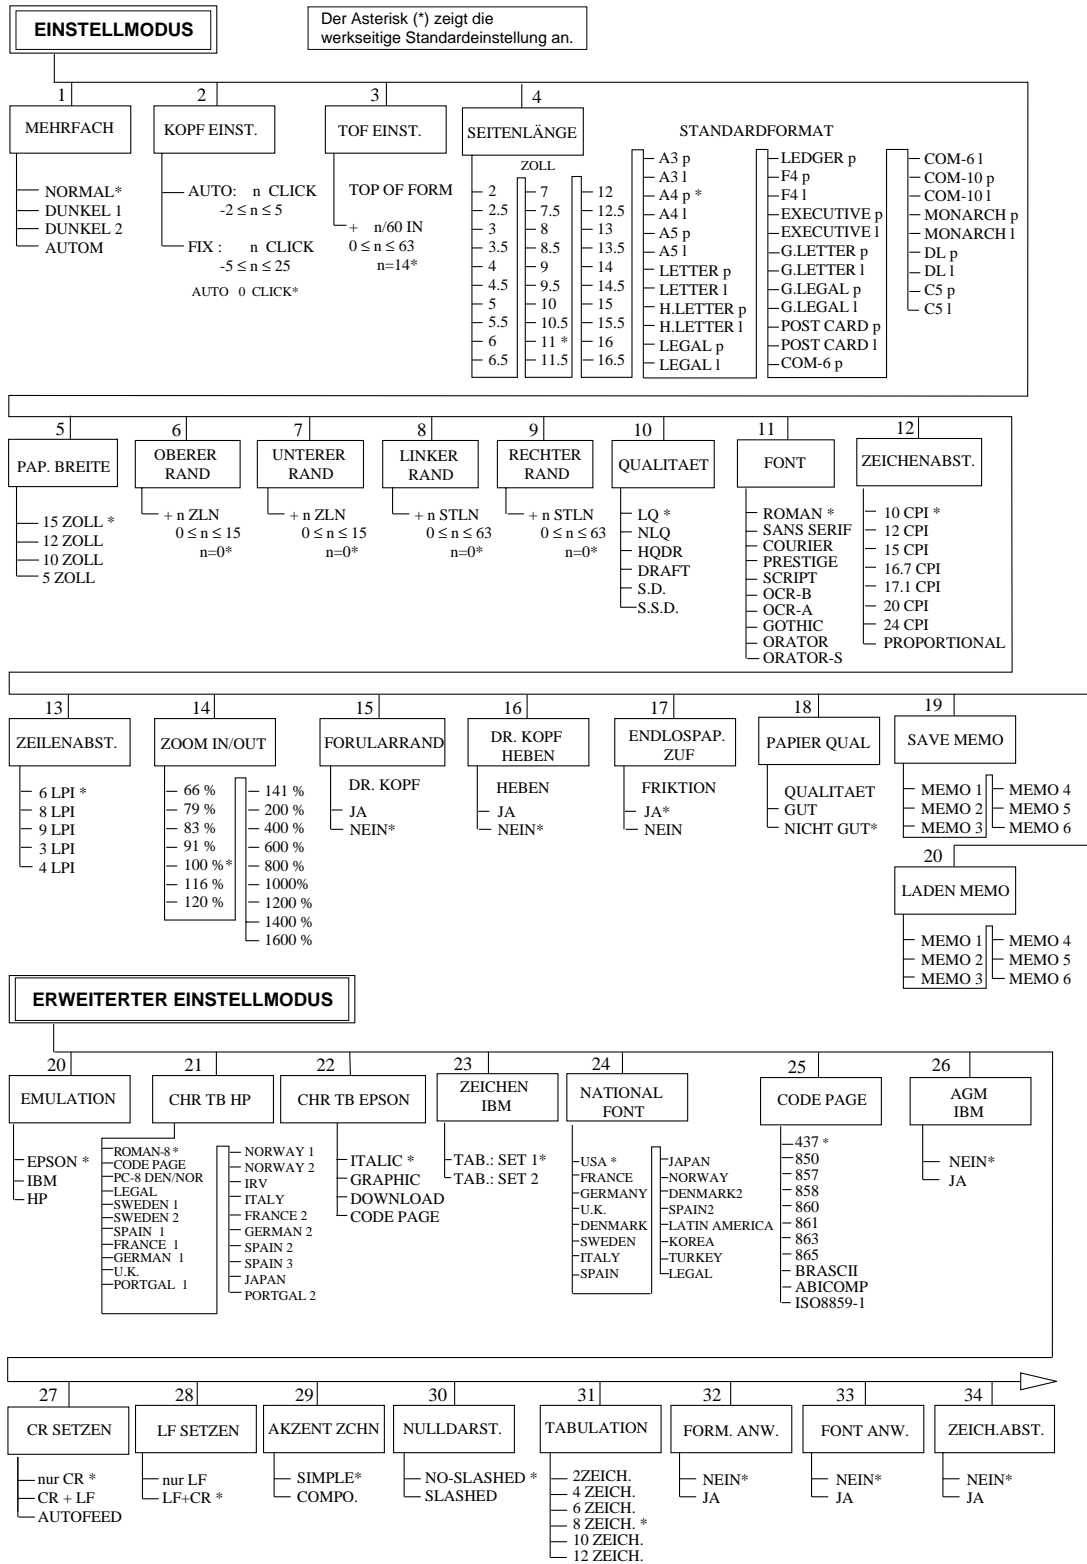 EINSTELLMODUS
Der Asterisk (*) zeigt die
werkseitige Standardeinstellung an.
1
MEHRFACH
NORMAL*
DUNKEL 1
DUNKEL 2
AUTOM
2
KOPF EINST.
AUTO: n CLICK
-2 ≤ n ≤ 5
FIX : n CLICK
-5 ≤ n ≤ 25
AUTO 0 CLICK*
3
TOF EINST.
TOP OF FORM
+ n/60 IN
0 ≤ n ≤ 63
n=14*
4
SEITENLÄNGE
ZOLL
2
2.5
3
3.5
4
4.5
5
5.5
6
6.5
7
7.5
8
8.5
9
9.5
10
10.5
11 *
11.5
12
12.5
13
13.5
14
14.5
15
15.5
16
16.5
STANDARDFORMAT
A3 p
A3 l
A4 p *
A4 l
A5 p
A5 l
LETTER p
LETTER l
H.LETTER p
H.LETTER l
LEGAL p
LEGAL l
LEDGER p
F4 p
F4 l
EXECUTIVE p
EXECUTIVE l
G.LETTER p
G.LETTER l
G.LEGAL p
G.LEGAL l
POST CARD p
POST CARD l
COM-6 p
COM-6 l
COM-10 p
COM-10 l
MONARCH p
MONARCH l
DL p
DL l
C5 p
C5 l
5
PAP. BREITE
15 ZOLL *
12 ZOLL
10 ZOLL
5 ZOLL
6
OBERER
RAND
+ n ZLN
0 ≤ n ≤ 15
n=0*
7
UNTERER
RAND
+ n ZLN
0 ≤ n ≤ 15
n=0*
8
LINKER
RAND
+ n STLN
0 ≤ n ≤ 63
n=0*
9
RECHTER
RAND
+ n STLN
0 ≤ n ≤ 63
n=0*
10
QUALITAET
LQ *
NLQ
HQDR
DRAFT
S.D.
S.S.D.
11
FONT
ROMAN *
SANS SERIF
COURIER
PRESTIGE
SCRIPT
OCR-B
OCR-A
GOTHIC
ORATOR
ORATOR-S
12
ZEICHENABST.
10 CPI *
12 CPI
15 CPI
16.7 CPI
17.1 CPI
20 CPI
24 CPI
PROPORTIONAL
13
ZEILENABST.
6 LPI *
8 LPI
9 LPI
3 LPI
4 LPI
14
ZOOM IN/OUT
66 %
79 %
83 %
91 %
100 %*
116 %
120 %
141 %
200 %
400 %
600 %
800 %
1000%
1200 %
1400 %
1600 %
15
FORULARRAND
DR. KOPF
JA
NEIN*
16
DR. KOPF
HEBEN
HEBEN
JA
NEIN*
17
ENDLOSPAP.
ZUF
FRIKTION
JA*
NEIN
18
PAPIER QUAL
QUALITAET
GUT
NICHT GUT*
19
SAVE MEMO
MEMO 1
MEMO 2
MEMO 3
MEMO 4
MEMO 5
MEMO 6
20
LADEN MEMO
MEMO 1
MEMO 2
MEMO 3
MEMO 4
MEMO 5
MEMO 6
ERWEITERTER EINSTELLMODUS
20
EMULATION
EPSON *
IBM
HP
21
CHR TB HP
ROMAN-8 *
CODE PAGE
PC-8 DEN/NOR
LEGAL
SWEDEN 1
SWEDEN 2
SPAIN 1
FRANCE 1
GERMAN 1
U.K.
PORTGAL 1
NORWAY 1
NORWAY 2
IRV
ITALY
FRANCE 2
GERMAN 2
SPAIN 2
SPAIN 3
JAPAN
PORTGAL 2
22
CHR TB EPSON
ITALIC *
GRAPHIC
DOWNLOAD
CODE PAGE
23
ZEICHEN
IBM
TAB.: SET 1*
TAB.: SET 2
24
NATIONAL
FONT
USA *
FRANCE
GERMANY
U.K.
DENMARK
SWEDEN
ITALY
SPAIN
JAPAN
NORWAY
DENMARK2
SPAIN2
LATIN AMERICA
KOREA
TURKEY
LEGAL
25
CODE PAGE
437 *
850
857
858
860
861
863
865
BRASCII
ABICOMP
ISO8859-1
26
AGM
IBM
NEIN*
JA
27
CR SETZEN
nur CR *
CR + LF
AUTOFEED
28
LF SETZEN
nur LF
LF+CR *
29
AKZENT ZCHN
SIMPLE*
COMPO.
30
NULLDARST.
NO-SLASHED *
SLASHED
31
TABULATION
2ZEICH.
4 ZEICH.
6 ZEICH.
8 ZEICH. *
10 ZEICH.
12 ZEICH.
32
FORM. ANW.
NEIN*
JA
33
FONT ANW.
NEIN*
JA
34
ZEICH.ABST.
NEIN*
JA